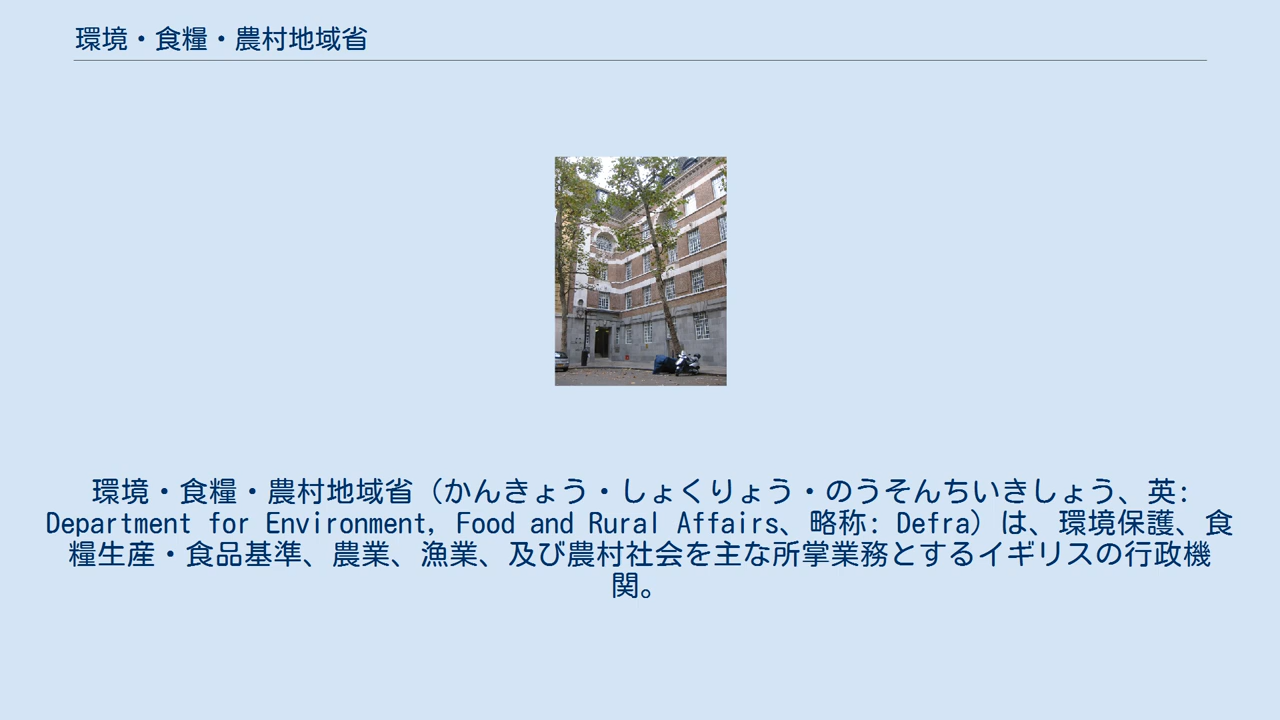 環境・食糧・農村地域省
環境・食糧・農村地域省（かんきょう・しょくりょう・のうそんちいきしょう、英:
Department for Environment, Food and Rural Affairs、略称: Defra）は、環境保護、食
糧生産・食品基準、農業、漁業、及び農村社会を主な所掌業務とするイギリスの行政機
関。